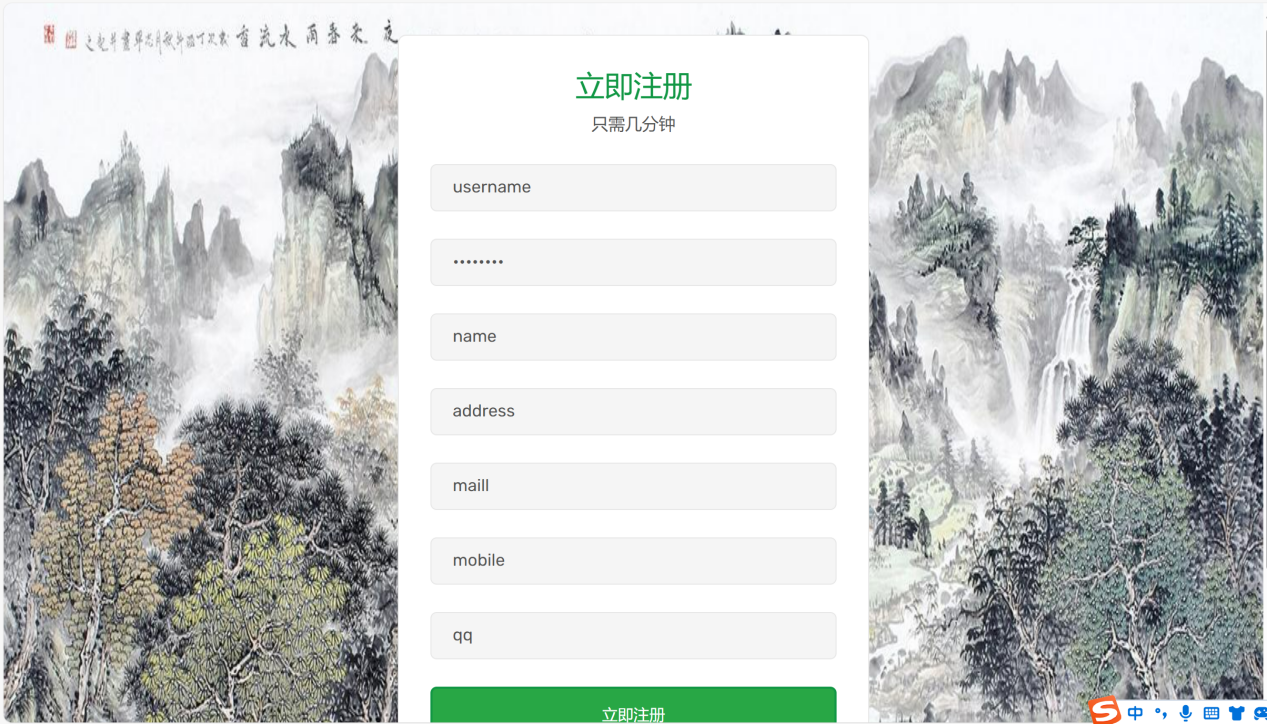 立即注册
只需几分钟
username
••••••••
name
address
maill
mobile
qq
立即注册
中